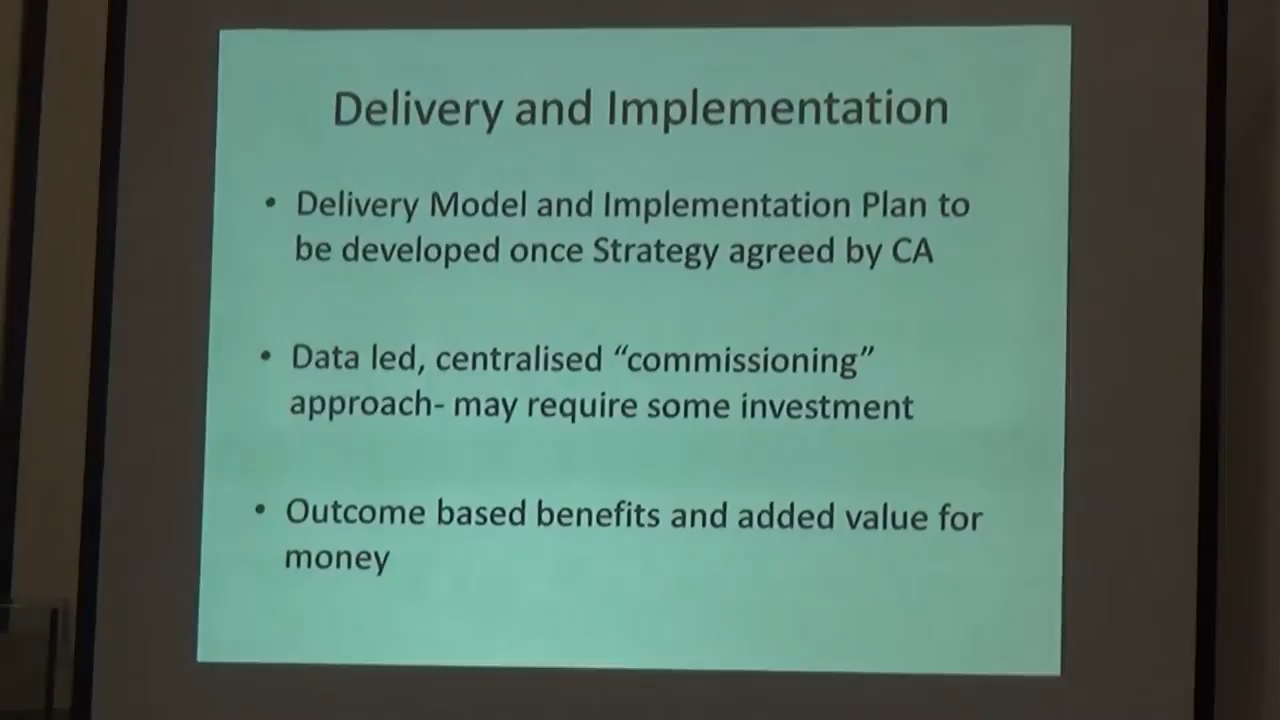 Delivery and Implementation
• Delivery Model and Implementation Plan to
be developed once Strategy agreed by CA
• Data led, centralised “commissioning”
approach- may require some investment
• Outcome based benefits and added value for
money